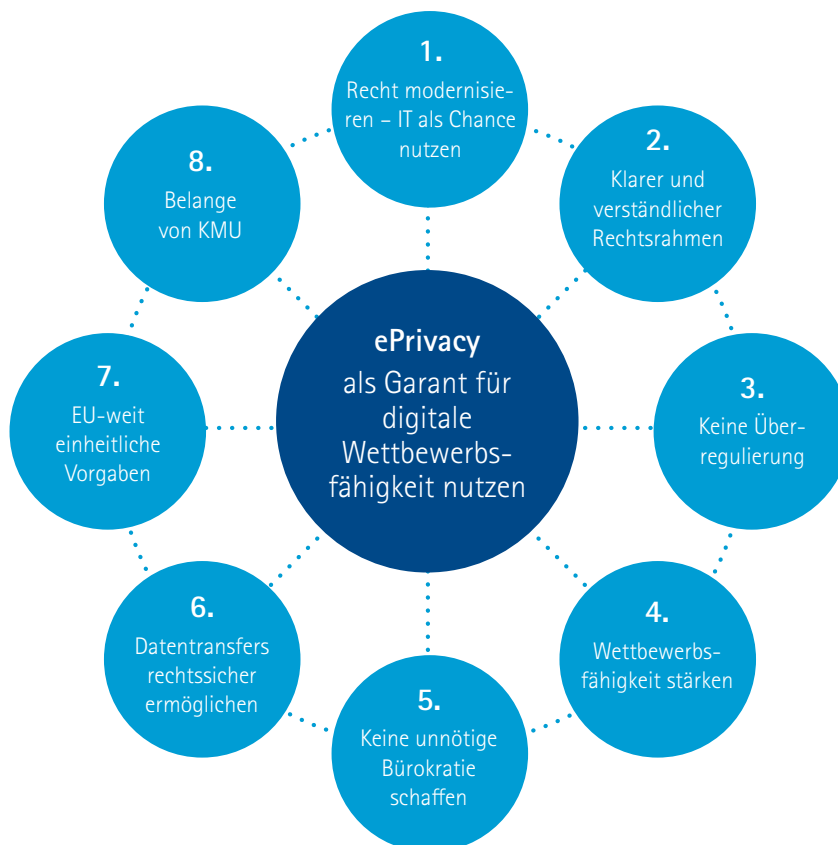 1.
Recht modernisie-
ren – IT als Chance
nutzen
2.
Klarer und
verständlicher
Rechtsrahmen
3.
Keine Über-
regulierung
4.
Wettbewerbs-
fähigkeit stärken
5.
Keine unnötige
Bürokratie
schaffen
6.
Datentransfers
rechtssicher
ermöglichen
7.
EU-weit
einheitliche
Vorgaben
8.
Belange
von KMU
ePrivacy
als Garant für
digitale
Wettbewerbs-
fähigkeit nutzen